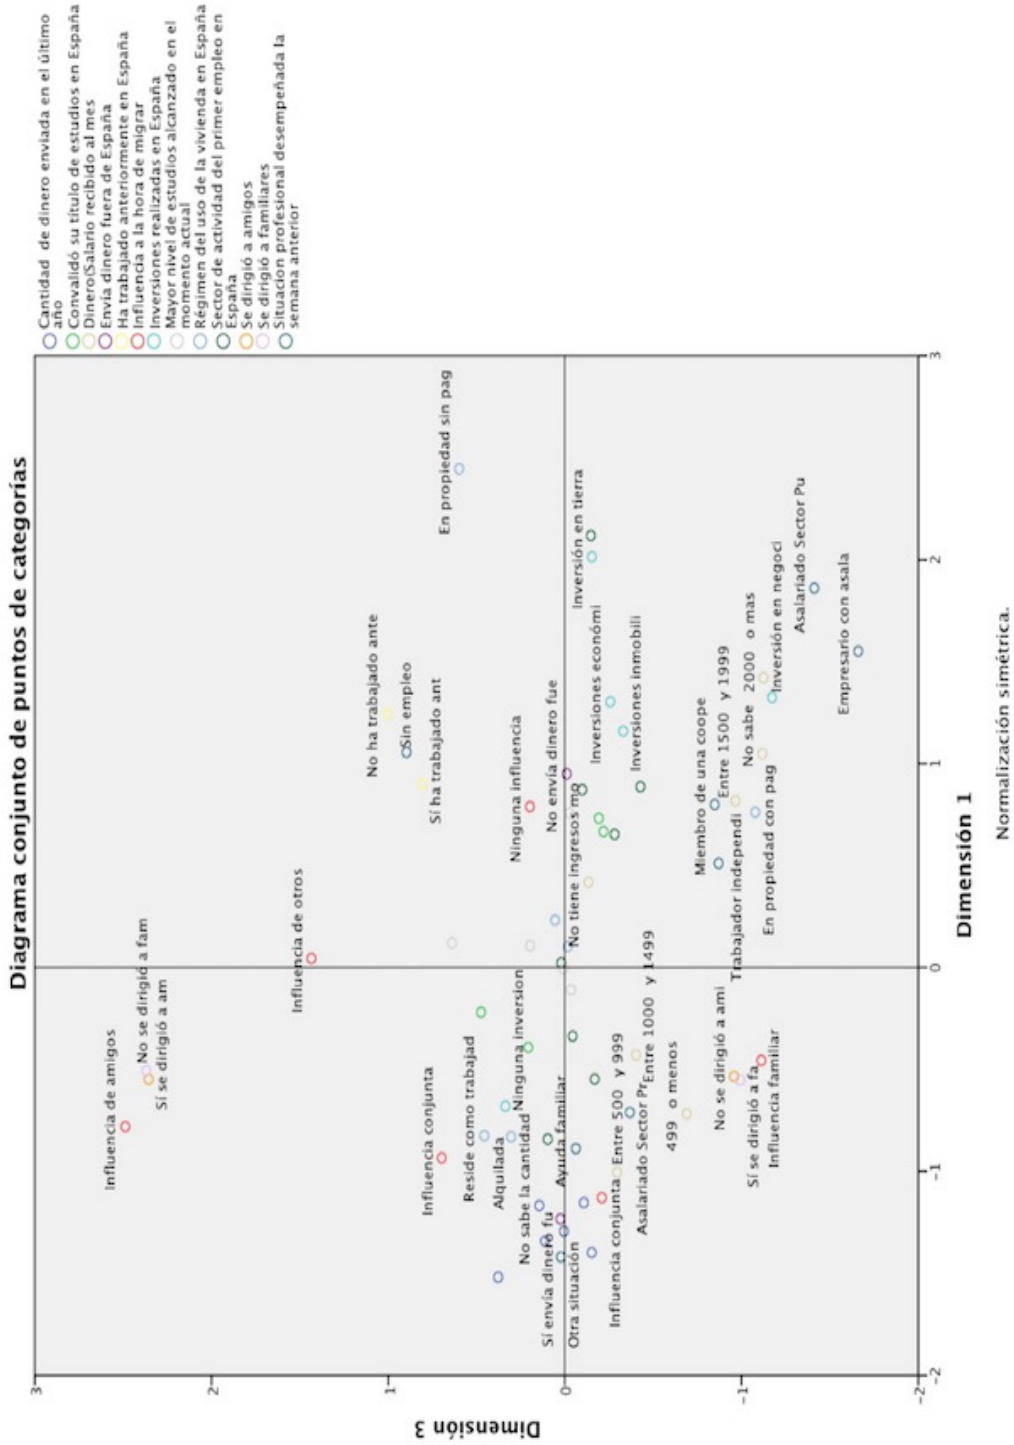 Diagrama conjunto de puntos de categorías
Cantidad de dinero enviada en el último
año
Convalidó su título de estudios en España
Dinero(Salario recibido al mes
Envía dinero fuera de España
Ha trabajado anteriormente en España
Influencia a la hora de migrar
Inversiones realizadas en España
Mayor nivel de estudios alcanzado en el
momento actual
Régimen del uso de la vivienda en España
Sector de actividad del primer empleo en
España
Se dirigió a amigos
Se dirigió a familiares
Situacion profesional desempeñada la
semana anterior
Dimensión 3
3
2
1
0
-1
-2
Influencia de amigos
No se dirigió a fam
Sí se dirigió a am
Influencia de otros
No ha trabajado ante
Sin empleo
Sí ha trabajado ant
En propiedad sin pag
Influencia conjunta
Reside como trabajad
Alquilada
Ninguna inversion
No sabe la cantidad
Ninguna influencia
No envía dinero fue
Sí envía dinero fu
Ayuda familiar
Otra situación
No tiene ingresos mo
Inversión en tierra
Inversiones económi
Inversiones inmobili
Influencia conjunta
Entre 500 y 999
Asalariado Sector Pr
Entre 1000 y 1499
499 o menos
Miembro de una coope
Entre 1500 y 1999
Trabajador independi
No sabe
2000 o mas
En propiedad con pag
Inversión en negoci
Asalariado Sector Pu
Empresario con asala
No se dirigió a ami
Sí se dirigió a fa
Influencia familiar
-2
-1
0
1
2
3
Dimensión 1
Normalización simétrica.